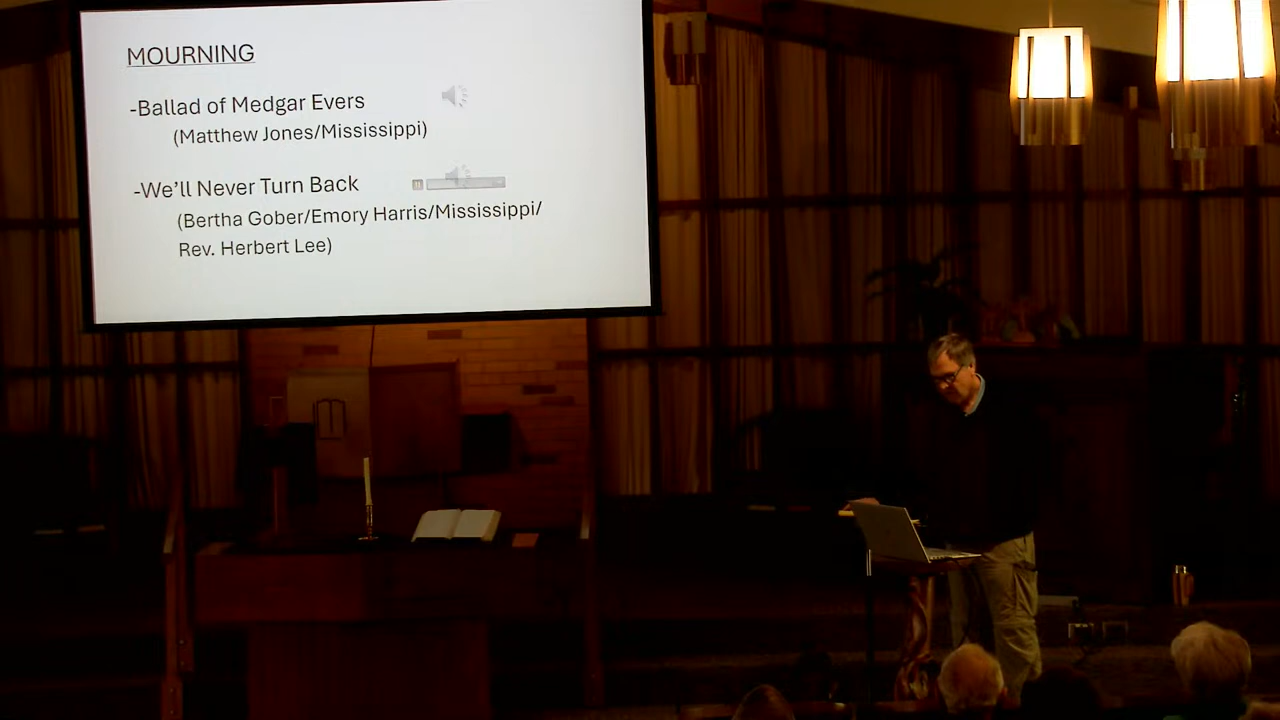 MOURNING
-Ballad of Medgar Evers
(Matthew Jones/Mississippi)
-We’ll Never Turn Back
(Bertha Gober/Emory Harris/Mississippi/
Rev. Herbert Lee)